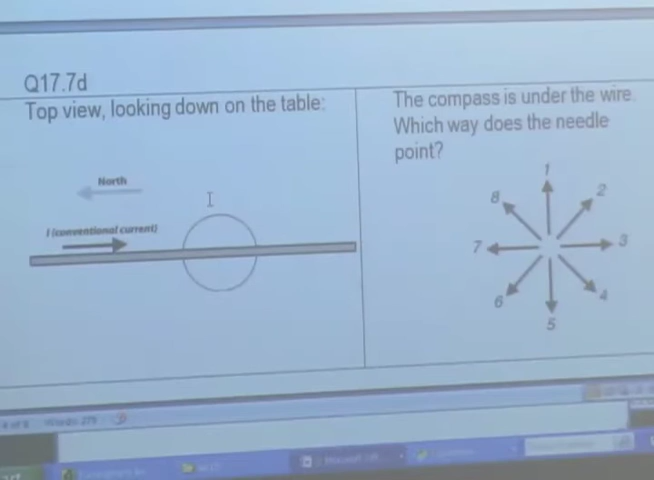 Q17.7d
Top view, looking down on the table:
The compass is under the wire.
Which way does the needle
point?
North
I (conventional current)
1
2
3
4
5
6
7
8